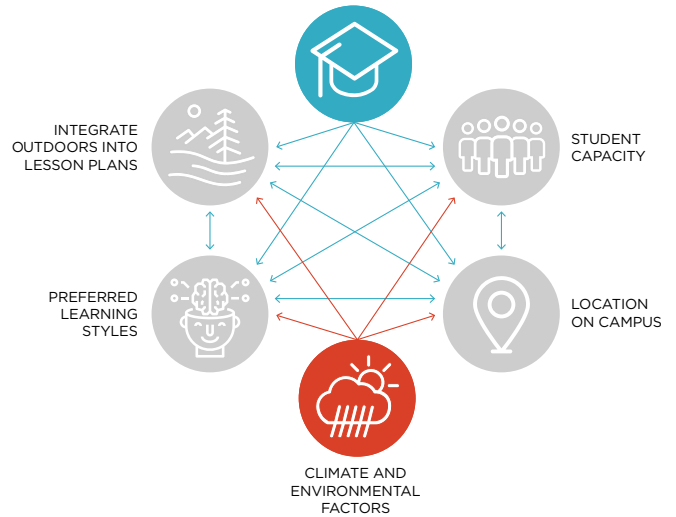 INTEGRATE
OUTDOORS INTO
LESSON PLANS
STUDENT
CAPACITY
PREFERRED
LEARNING
STYLES
LOCATION
ON CAMPUS
CLIMATE AND
ENVIRONMENTAL
FACTORS